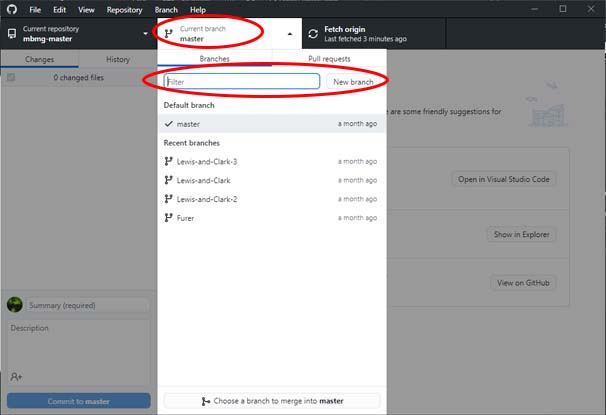 File Edit View Repository Branch Help
Current repository
mbmg-master
Current branch
master
Fetch origin
Last fetched 3 minutes ago
Changes History
Branches Pull requests
0 changed files
Filter
New branch
Default branch
master a month ago
Recent branches
Lewis-and-Clark-3 a month ago
Lewis-and-Clark a month ago
Lewis-and-Clark-2 a month ago
Furer a month ago
re are some friendly suggestions for
Open in Visual Studio Code
Show in Explorer
View on GitHub
Summary (required)
Description
Commit to master
Choose a branch to merge into master